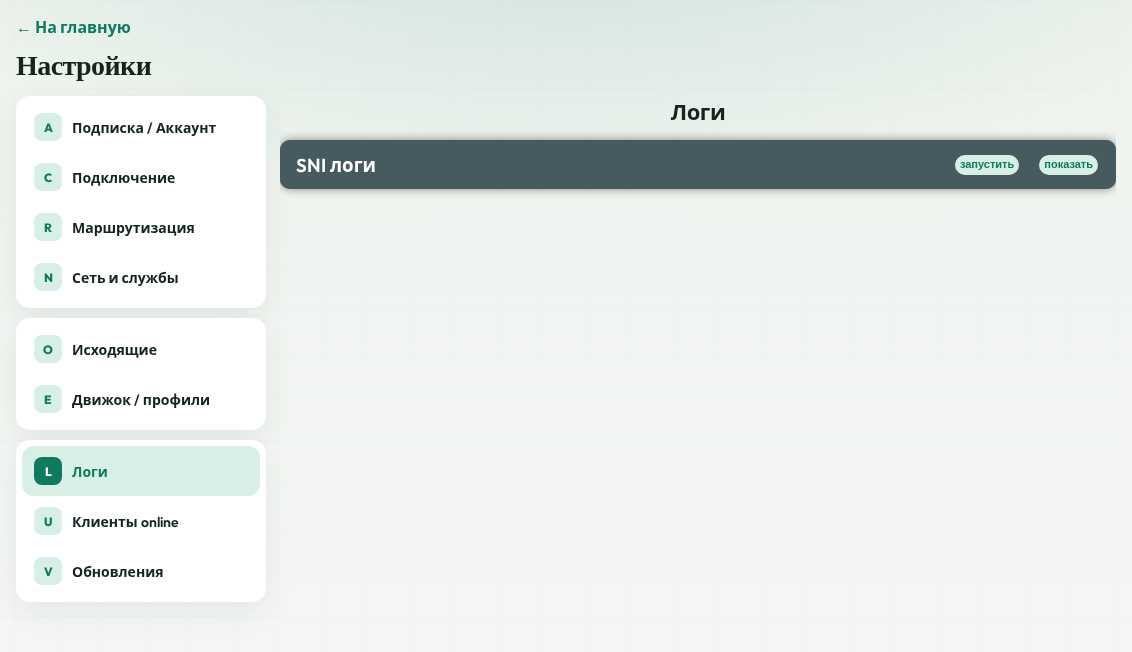 ← На главную
Настройки
A Подписка / Аккаунт
C Подключение
R Маршрутизация
N Сеть и службы
O Исходящие
E Движок / профили
L Логи
U Клиенты online
V Обновления
Логи
SNI логи запустить показать